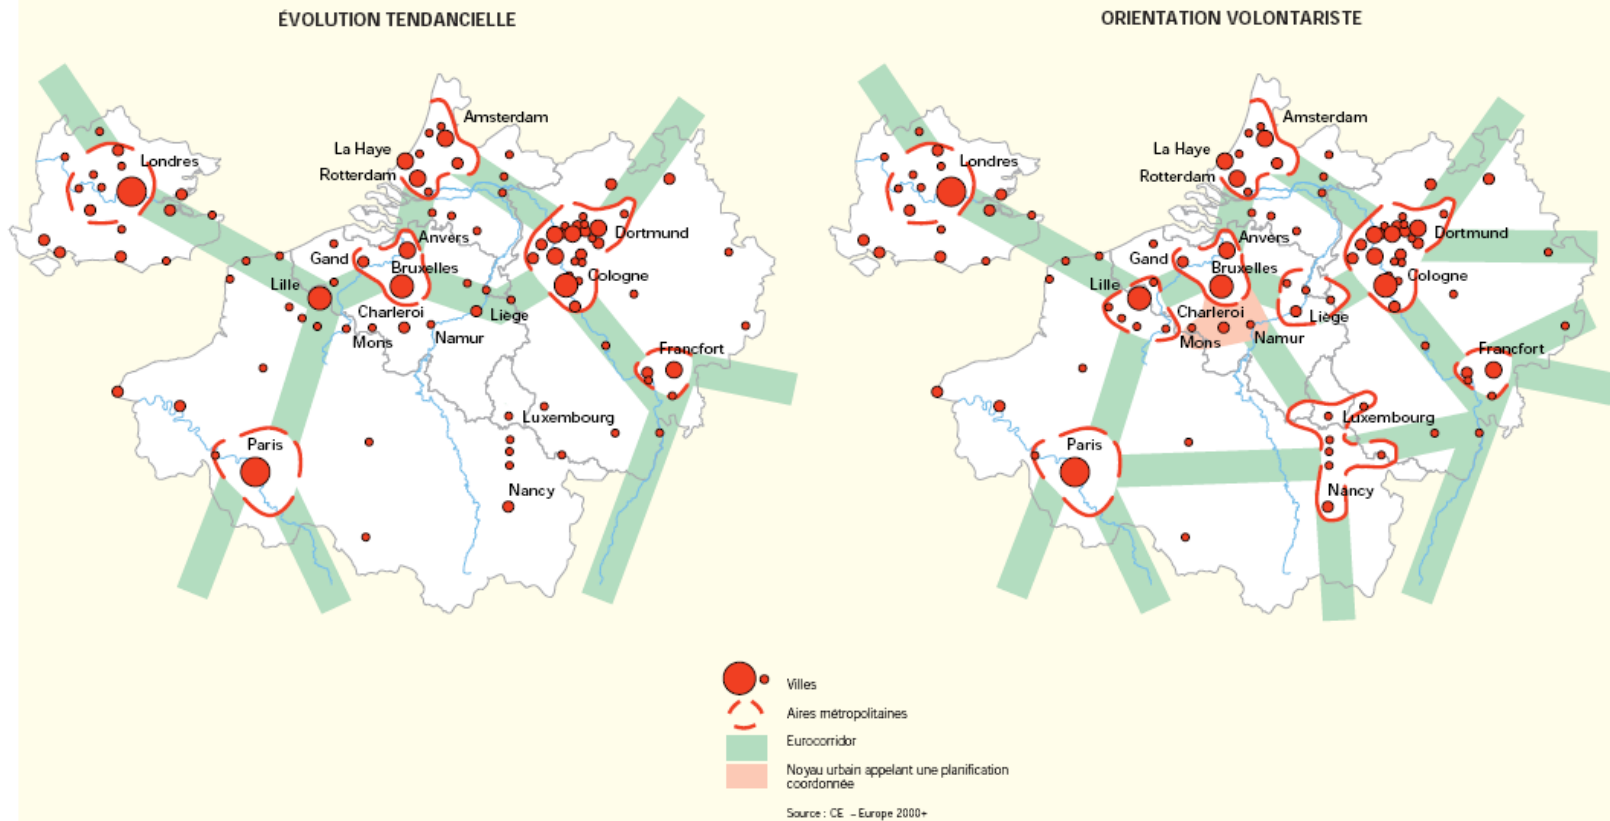 ÉVOLUTION TENDANCIELLE
ORIENTATION VOLONTARISTE
Amsterdam
La Haye
Londres
Rotterdam
Dortmund
Anvers
Gand
Bruxelles
Cologne
Lille
Charleroi
Liège
Mons
Namur
Francfort
Luxembourg
Paris
Nancy
Amsterdam
La Haye
Londres
Rotterdam
Dortmund
Anvers
Gand
Bruxelles
Cologne
Lille
Charleroi
Liège
Mons
Namur
Francfort
Luxembourg
Paris
Nancy
Villes
Aires métropolitaines
Eurocorridor
Noyau urbain appelant une planification
coordonnée
Source : CE – Europe 2000+